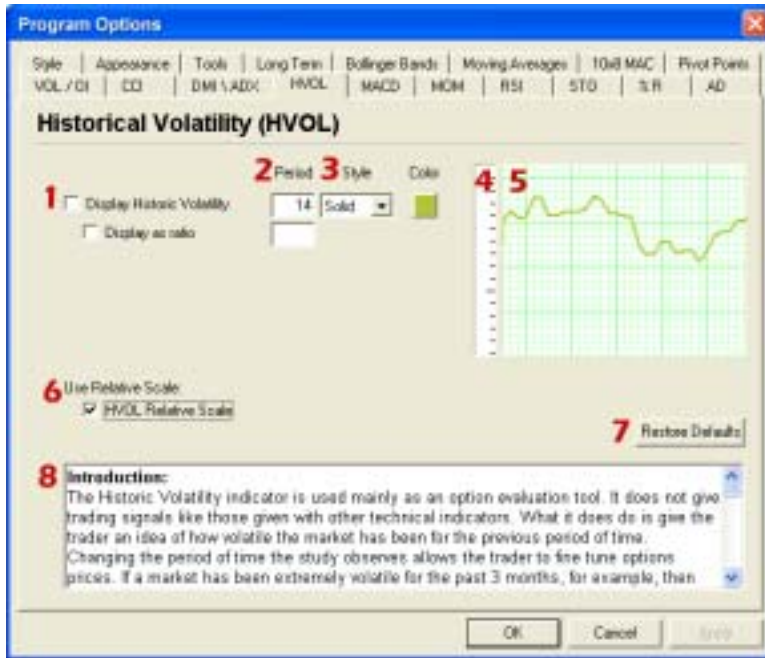 Program Options
Style Appearance Tools Long Term Bollinger Bands Moving Averages 10x8 MAC Pivot Points
VOL / OI CCI DMI \ ADX HVOL MACD MOM RSI STO % R AD
Historical Volatility (HVOL)
2 Period 3 Style Color 4 5
1 Display Historic Volatility 14 Solid
Display as ratio
6 Use Relative Scale:
HVOL Relative Scale
7 Restore Defaults
8 Introduction:
The Historic Volatility indicator is used mainly as an option evaluation tool. It does not give
trading signals like those given with other technical indicators. What it does do is give the
trader an idea of how volatile the market has been for the previous period of time.
Changing the period of time the study observes allows the trader to fine tune options
prices. If a market has been extremely volatile for the past 3 months, for example, then
OK Cancel Apply